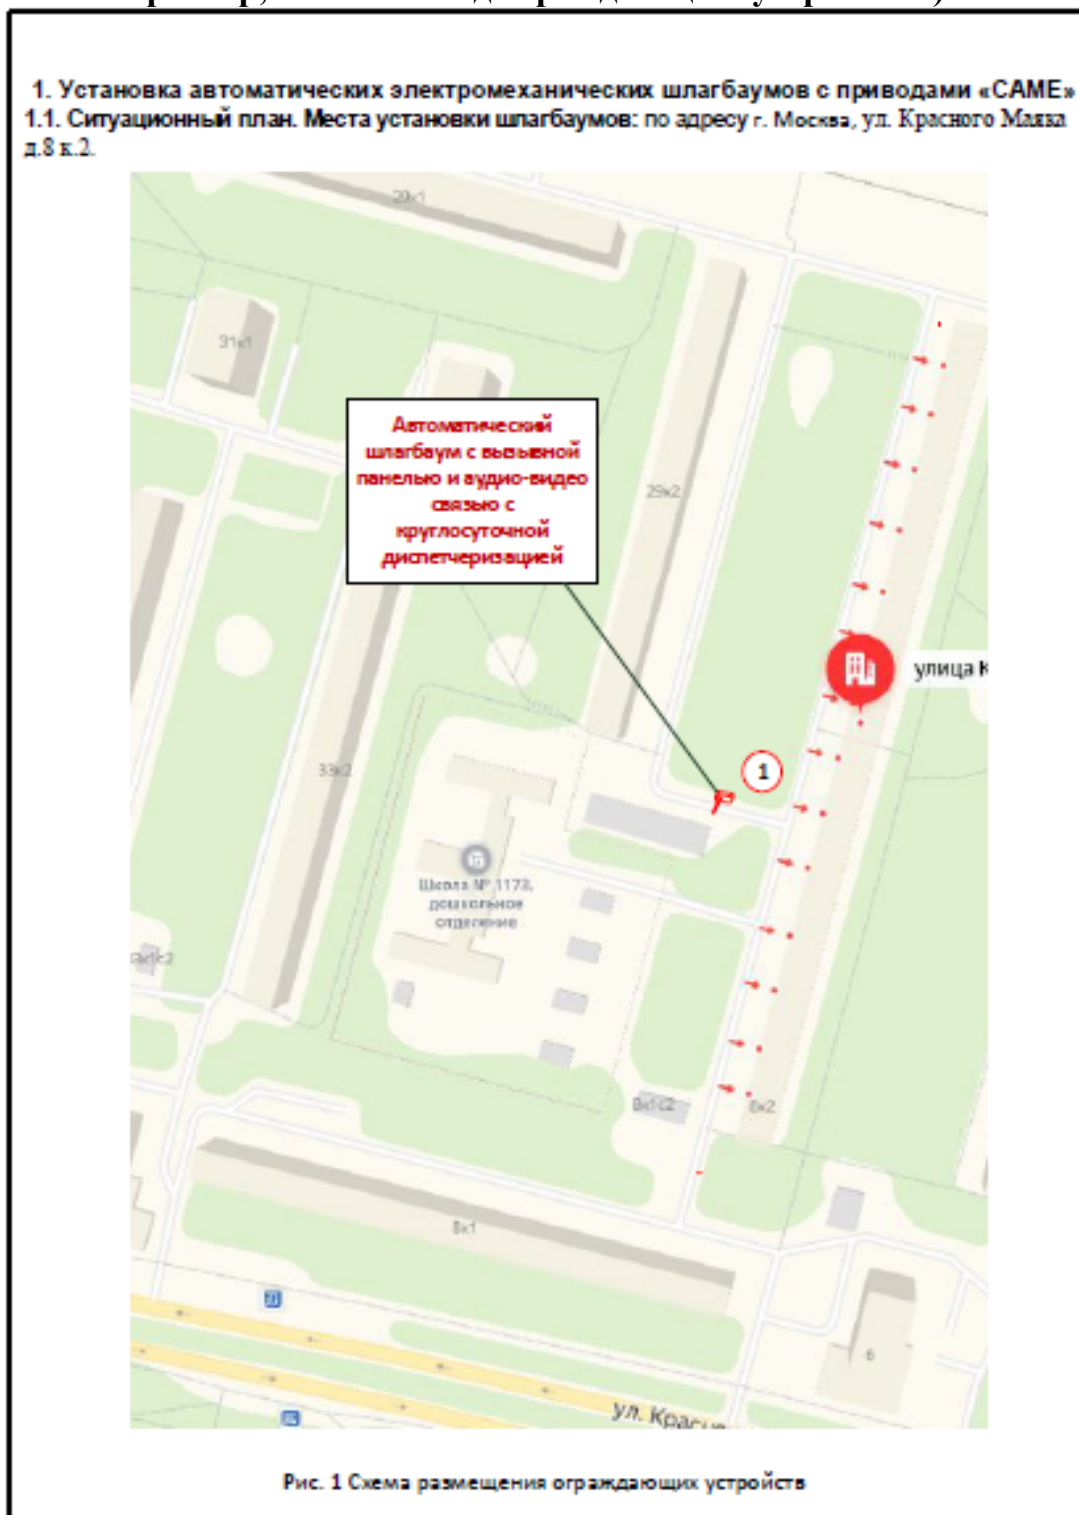 1. Установка автоматических электромеханических шлагбаумов с приводами «CAME»
1.1. Ситуационный план. Места установки шлагбаумов: по адресу г. Москва, ул. Красного Маяка
д.8 к.2.
29к1
31к1
Автоматический
шлагбаум с вызывной
панелью и аудио-видео
связью с
круглосуточной
диспетчеризацией
29к2
улица К
1
33к2
Школа № 1173,
дошкольное
отделение
8к1с2
8к2
8к1
6
ул. Красн
Рис. 1 Схема размещения ограждающих устройств